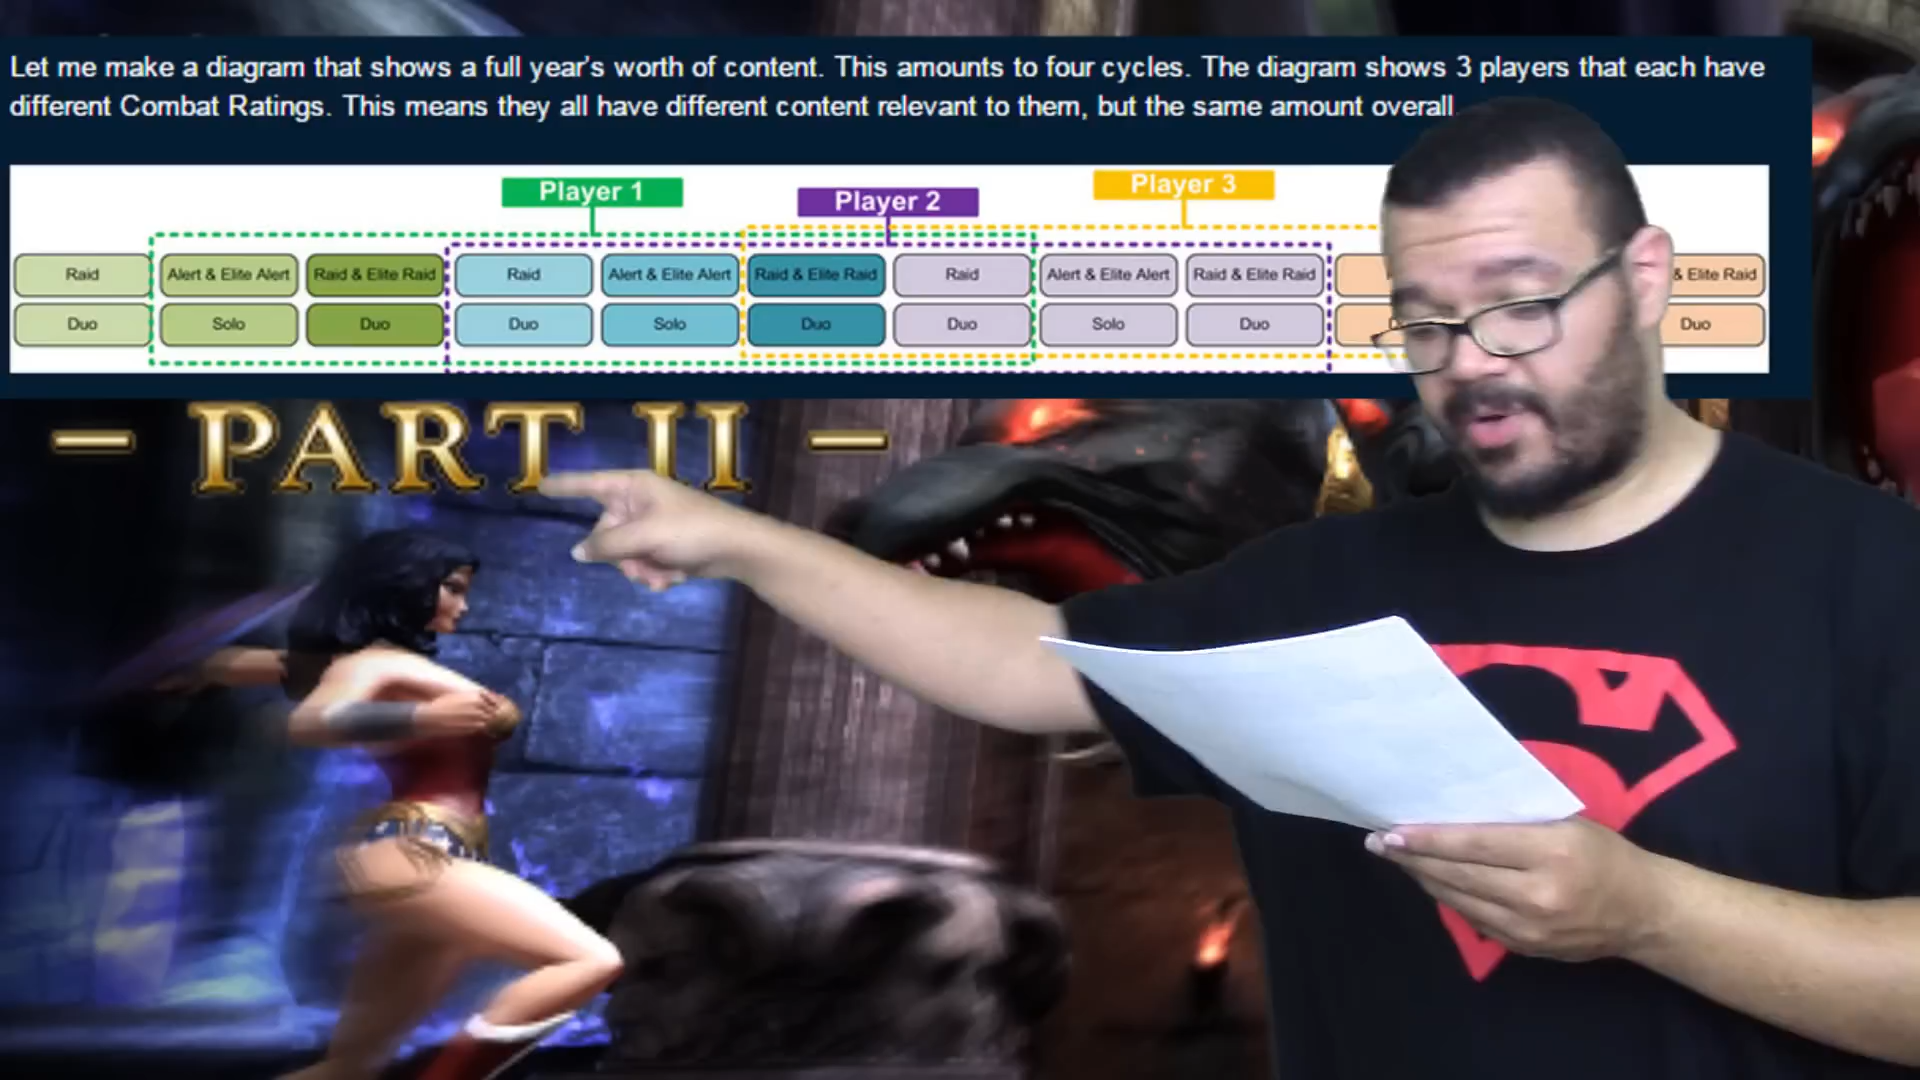 Let me make a diagram that shows a full year's worth of content. This amounts to four cycles. The diagram shows 3 players that each have
different Combat Ratings. This means they all have different content relevant to them, but the same amount overall.
Player 1
Player 2
Player 3
Raid
Alert & Elite Alert
Raid & Elite Raid
Raid
Alert & Elite Alert
Raid & Elite Raid
Raid
Alert & Elite Alert
Raid & Elite Raid
& Elite Raid
Duo
Solo
Duo
Duo
Solo
Duo
Duo
Solo
Duo
Duo
– PART II –